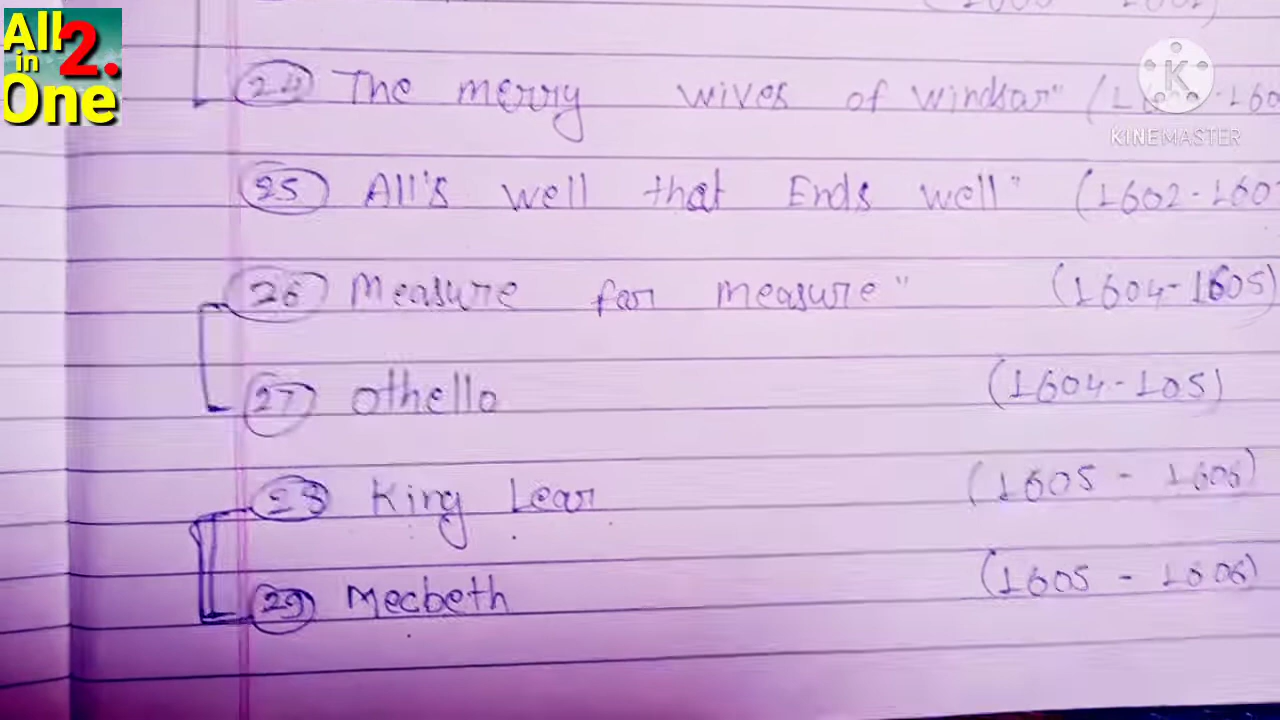 All
in 2.
One
KINEMASTER
24 The merry wives of windsar"
25 All's well that Ends well" (1602-160
26 Measure far measure" (1604-1605)
27 Othello (1604-105)
28 King Lear (1605 - 1606)
29 Mecbeth (1605 - 1606)